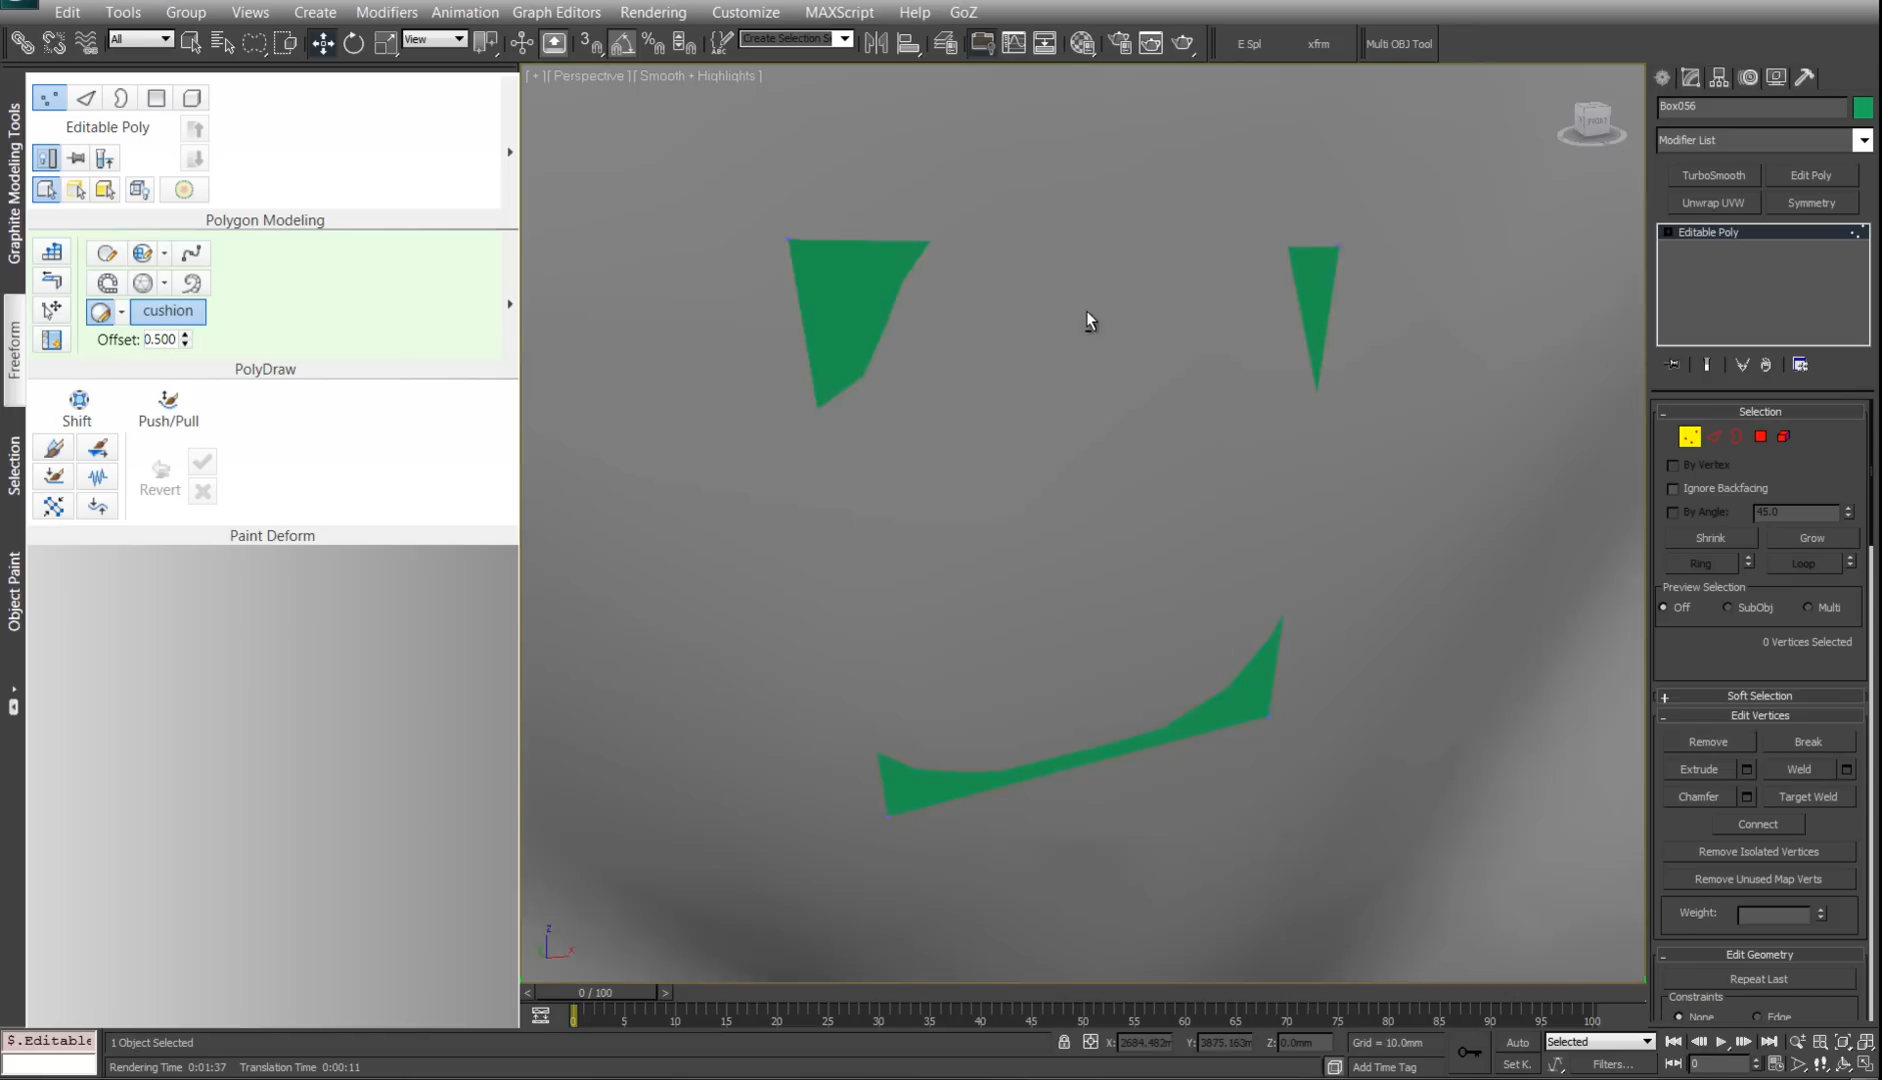 Edit Tools Group Views Create Modifiers Animation Graph Editors Rendering Customize MAXScript Help GoZ
All View 3 ABC Create Selection S E Spl xfrm Multi OBJ Tool
Graphite Modeling Tools
Freeform
Selection
Object Paint
Editable Poly
Polygon Modeling
cushion
Offset: 0.500
PolyDraw
Shift Push/Pull
Revert
Paint Deform
[ + ][ Perspective ][ Smooth + Highlights ]
FRONT
z
x
Box056
Modifier List
TurboSmooth Edit Poly
Unwrap UVW Symmetry
Editable Poly
Selection
By Vertex
Ignore Backfacing
By Angle: 45.0
Shrink Grow
Ring Loop
Preview Selection
Off SubObj Multi
0 Vertices Selected
+ Soft Selection
- Edit Vertices
Remove Break
Extrude Weld
Chamfer Target Weld
Connect
Remove Isolated Vertices
Remove Unused Map Verts
Weight:
- Edit Geometry
Repeat Last
Constraints
None Edge
< 0 / 100 >
0 5 10 15 20 25 30 35 40 45 50 55 60 65 70 75 80 85 90 95 100
$.Editable 1 Object Selected X: 2684.482m Y: 3875.163m Z: 0.0mm Grid = 10.0mm Auto Selected
Rendering Time 0:01:37 Translation Time 0:00:11 Add Time Tag Set K. Filters... 0